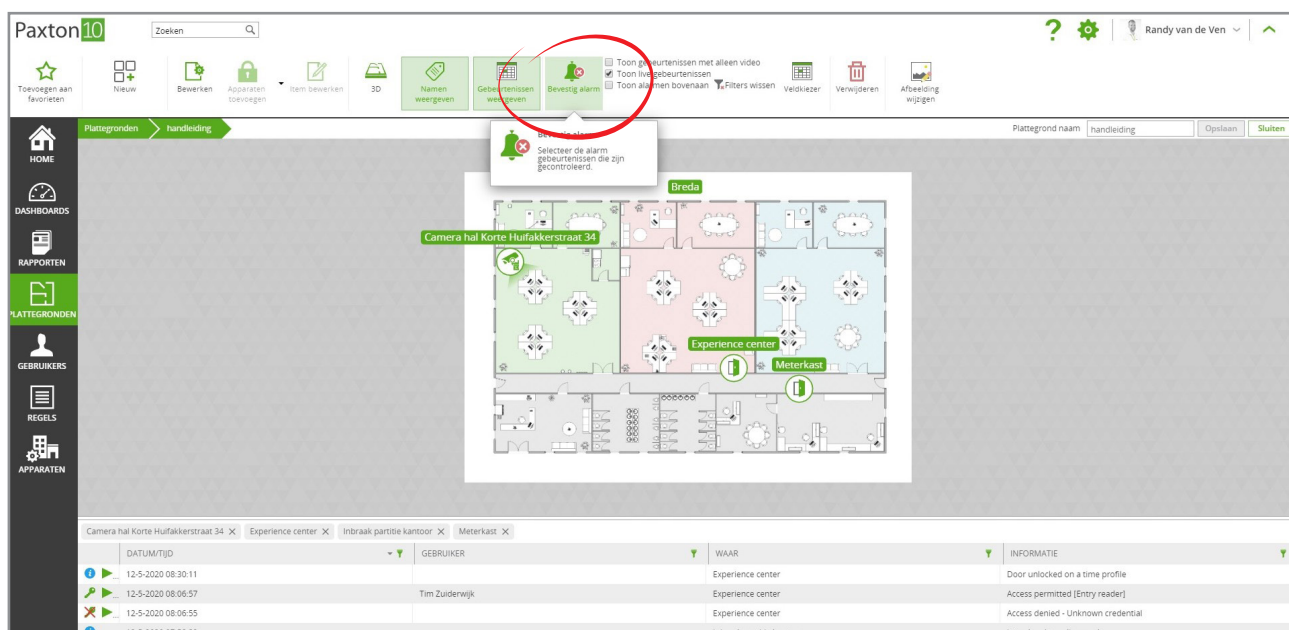 Paxton 10
Zoeken
Randy van de Ven
Toevoegen aan
favorieten
Nieuw
Bewerken
Apparaten
toevoegen
Item bewerken
3D
Namen
weergeven
Gebeurtenissen
weergeven
Bevestig alarm
Toon gebeurtenissen met alleen video
Toon live gebeurtenissen
Toon alarmen bovenaan
Filters wissen
Veldkiezer
Verwijderen
Afbeelding
wijzigen
Plattegronden
handleiding
Plattegrond naam
handleiding
Opslaan
Sluiten
Selecteer de alarm
gebeurtenissen die zijn
gecontroleerd.
HOME
DASHBOARDS
RAPPORTEN
PLATTEGRONDEN
GEBRUIKERS
REGELS
APPARATEN
Breda
Camera hal Korte Huifakkerstraat 34
Experience center
Meterkast
Camera hal Korte Huifakkerstraat 34 X Experience center X Inbraak partitie kantoor X Meterkast X
DATUM/TIJD GEBRUIKER WAAR INFORMATIE
12-5-2020 08:30:11 Experience center Door unlocked on a time profile
12-5-2020 08:06:57 Tim Zuiderwijk Experience center Access permitted [Entry reader]
12-5-2020 08:06:55 Experience center Access denied - Unknown credential